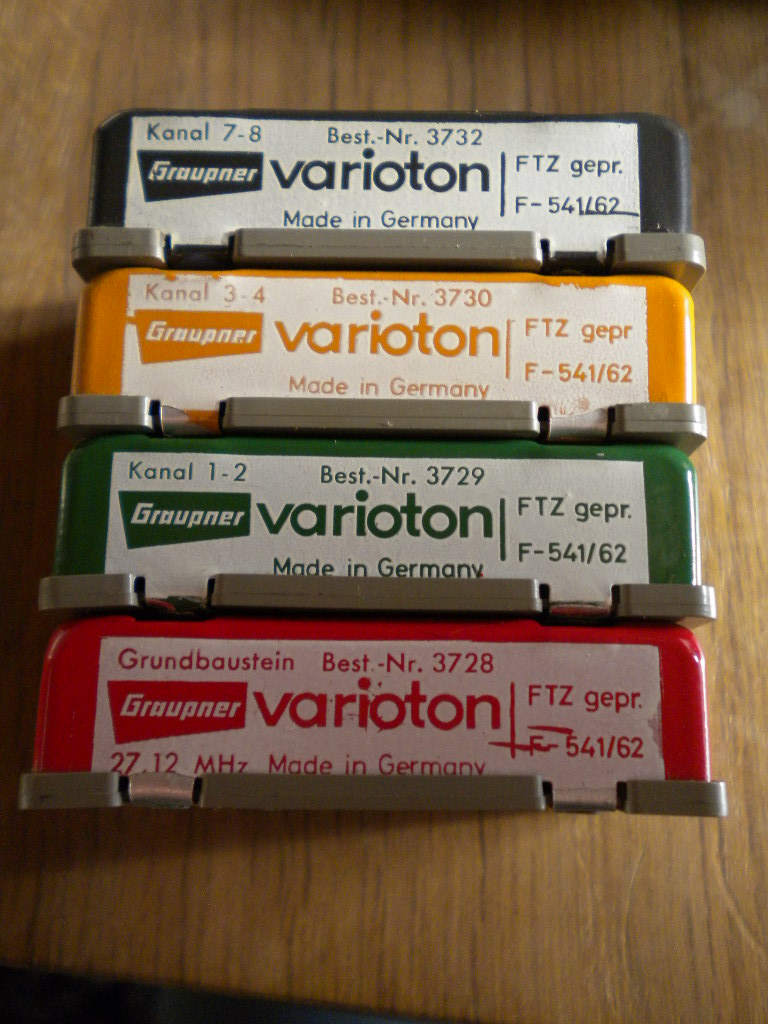 Kanal 7-8 Best.-Nr. 3732
Graupner varioton FTZ gepr.
F-541/62
Made in Germany
Kanal 3-4 Best.-Nr. 3730
Graupner varioton FTZ gepr
F-541/62
Made in Germany
Kanal 1-2 Best.-Nr. 3729
Graupner varioton FTZ gepr.
F-541/62
Made in Germany
Grundbaustein Best.-Nr. 3728
Graupner varioton FTZ gepr.
F-541/62
27.12 MHz Made in Germany